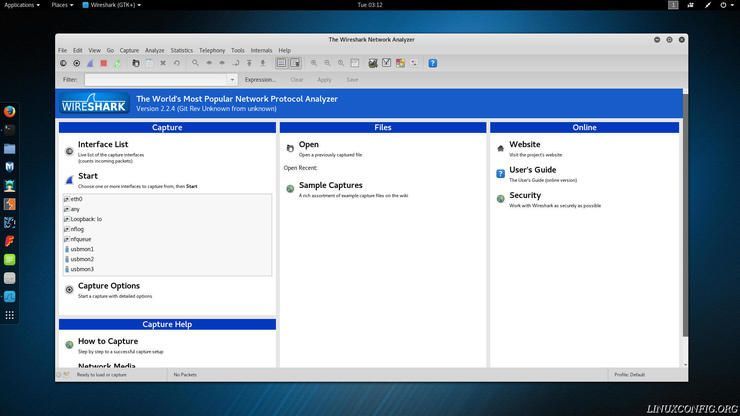 Applications
Places
Wireshark (GTK+)
Tue 03:12
1
The Wireshark Network Analyzer
File Edit View Go Capture Analyze Statistics Telephony Tools Internals Help
Filter:
Expression...
Clear
Apply
Save
WIRESHARK
The World's Most Popular Network Protocol Analyzer
Version 2.2.4 (Git Rev Unknown from unknown)
Capture
Interface List
Live list of the capture interfaces
(counts incoming packets)
Start
Choose one or more interfaces to capture from, then Start
eth0
any
Loopback: lo
nflog
nfqueue
usbmon1
usbmon2
usbmon3
Capture Options
Start a capture with detailed options
Capture Help
How to Capture
Step by step to a successful capture setup
Network Media
Files
Open
Open a previously captured file
Open Recent:
Sample Captures
A rich assortment of example capture files on the wiki
Online
Website
Visit the project's website
User's Guide
The User's Guide (online version)
Security
Work with Wireshark as securely as possible
Ready to load or capture
No Packets
Profile: Default
LINUXCONFIG.ORG